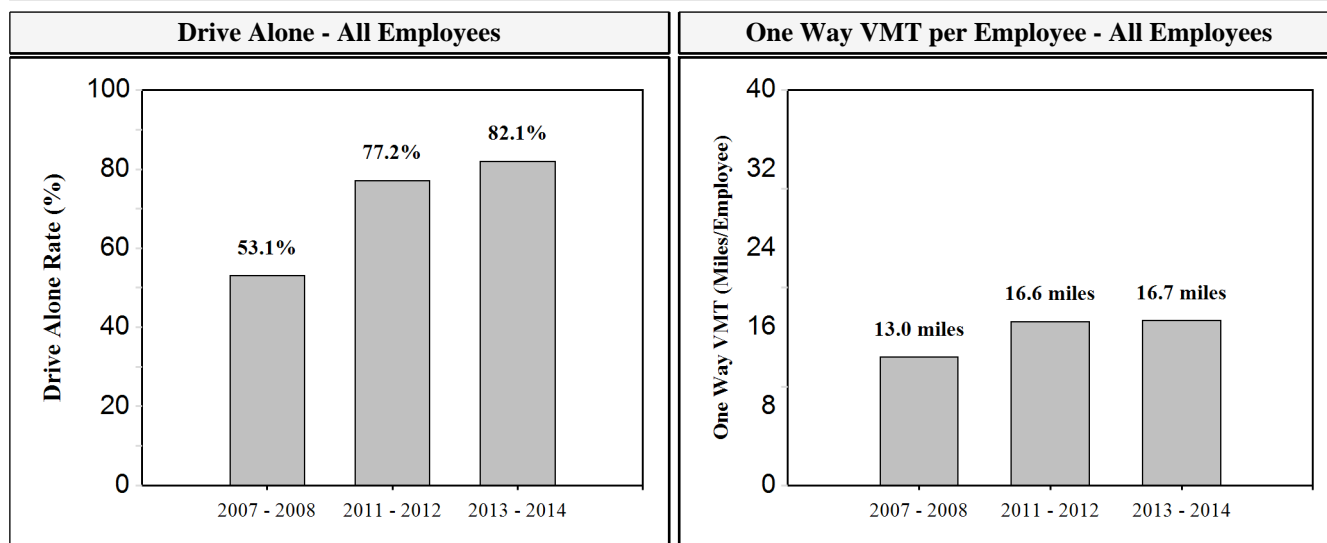 Drive Alone - All Employees
One Way VMT per Employee - All Employees
Drive Alone Rate (%)
100
80
60
40
20
0
53.1%
77.2%
82.1%
2007 - 2008
2011 - 2012
2013 - 2014
One Way VMT (Miles/Employee)
40
32
24
16
8
0
13.0 miles
16.6 miles
16.7 miles
2007 - 2008
2011 - 2012
2013 - 2014